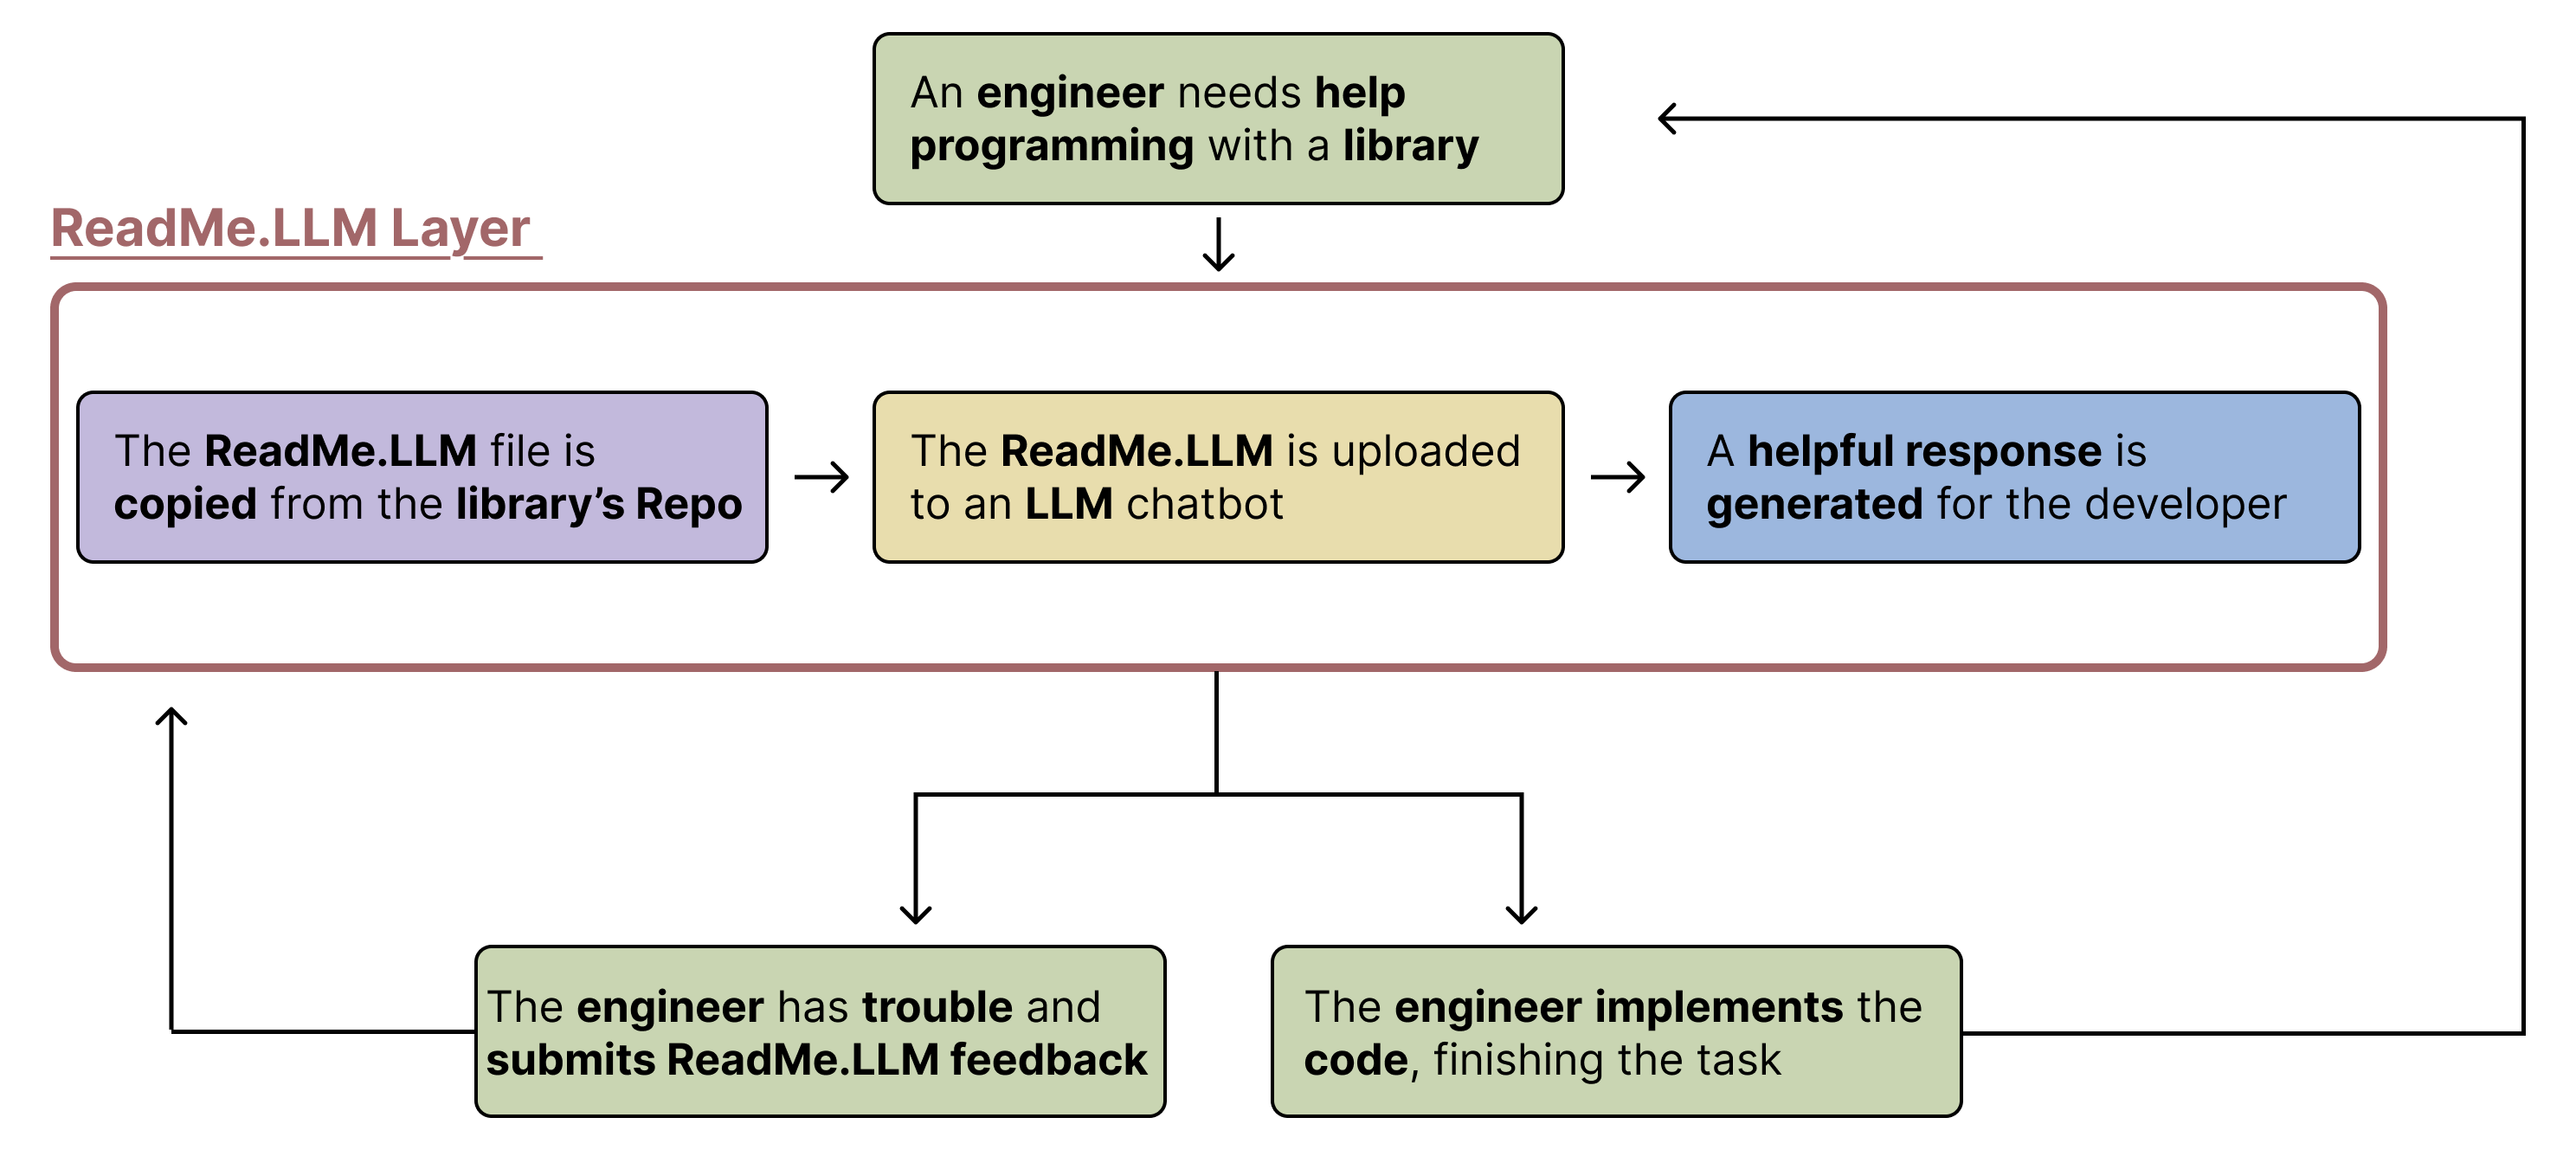 An engineer needs help
programming with a library
ReadMe.LLM Layer
The ReadMe.LLM file is
copied from the library’s Repo
The ReadMe.LLM is uploaded
to an LLM chatbot
A helpful response is
generated for the developer
The engineer has trouble and
submits ReadMe.LLM feedback
The engineer implements the
code, finishing the task